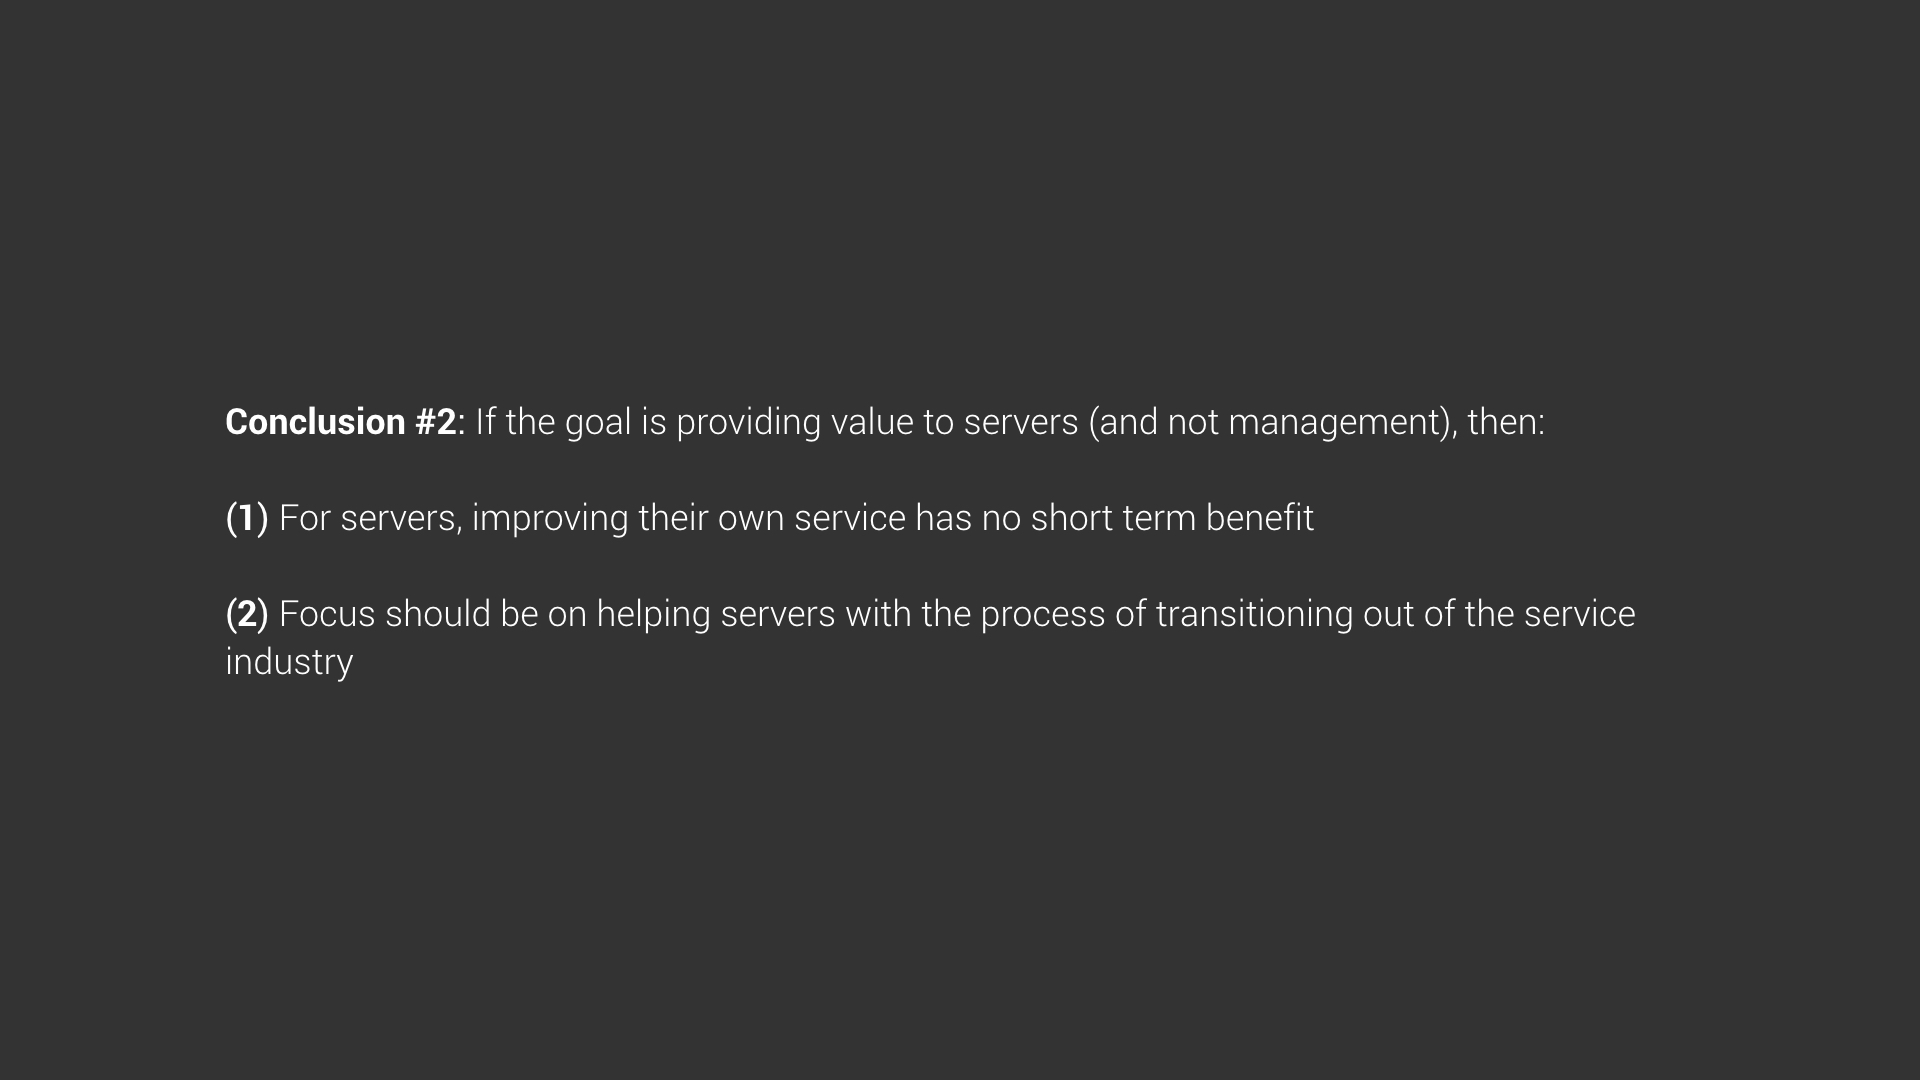 Conclusion #2: If the goal is providing value to servers (and not management), then:
(1) For servers, improving their own service has no short term benefit
(2) Focus should be on helping servers with the process of transitioning out of the service
industry